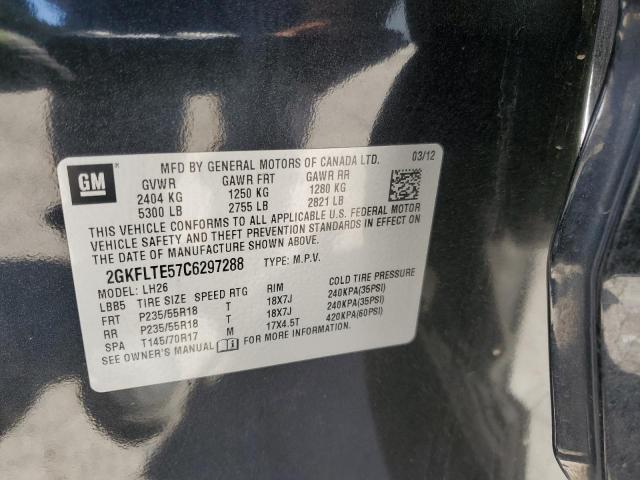 GM
MFD BY GENERAL MOTORS OF CANADA LTD. 03/12
GVWR GAWR FRT GAWR RR
2404 KG 1250 KG 1280 KG
5300 LB 2755 LB 2821 LB
THIS VEHICLE CONFORMS TO ALL APPLICABLE U.S. FEDERAL MOTOR
VEHICLE SAFETY AND THEFT PREVENTION STANDARDS IN EFFECT ON
THE DATE OF MANUFACTURE SHOWN ABOVE.
2GKFLTE57C6297288 TYPE: M.P.V.
MODEL: LH26
LBB5 TIRE SIZE SPEED RTG RIM COLD TIRE PRESSURE
FRT P235/55R18 T 18X7J 240KPA(35PSI)
RR P235/55R18 T 18X7J 240KPA(35PSI)
SPA T145/70R17 M 17X4.5T 420KPA(60PSI)
SEE OWNER'S MANUAL FOR MORE INFORMATION